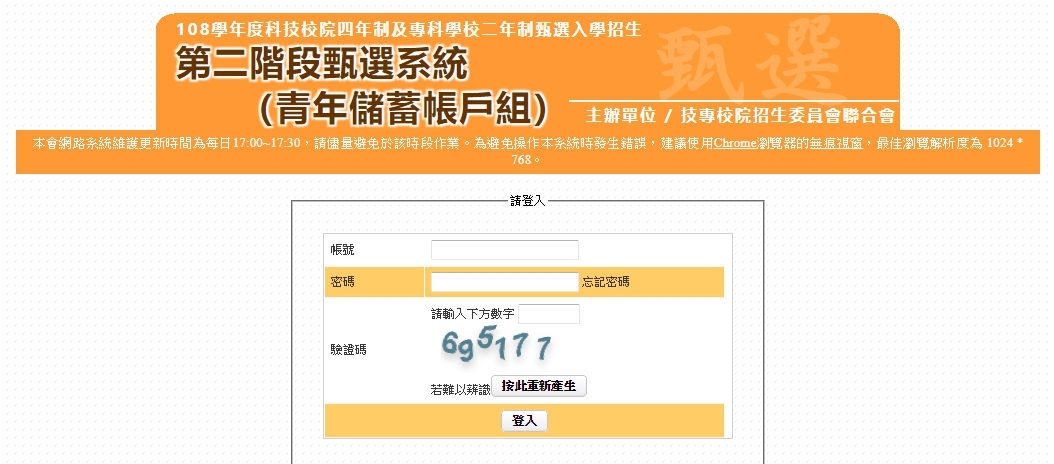 108學年度科技校院四年制及專科學校二年制甄選入學招生
甄選
第二階段甄選系統
(青年儲蓄帳戶組)
主辦單位 / 技專校院招生委員會聯合會
本會網路系統維護更新時間為每日17:00~17:30，請儘量避免於該時段作業。為避免操作本系統時發生錯誤，建議使用Chrome瀏覽器的無痕視窗，最佳瀏覽解析度為 1024 *
768。
請登入
帳號
密碼 忘記密碼
請輸入下方數字
驗證碼
695177
若難以辨識 按此重新產生
登入